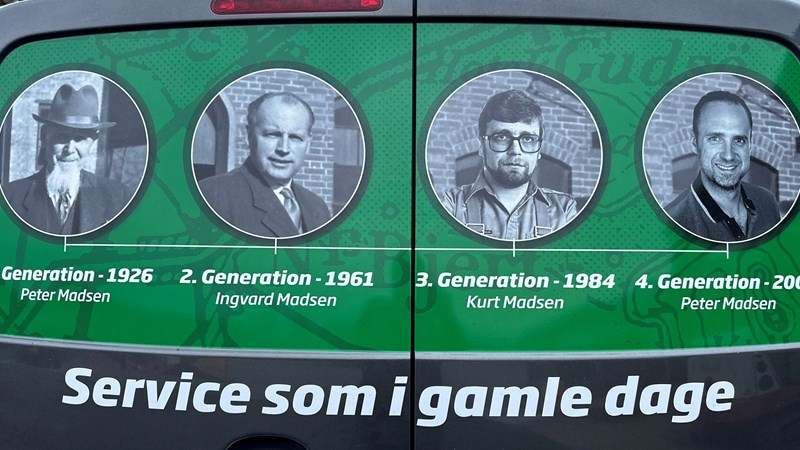 Generation - 1926
Peter Madsen
2. Generation - 1961
Ingvard Madsen
3. Generation - 1984
Kurt Madsen
4. Generation - 200
Peter Madsen
Service som i gamle dage